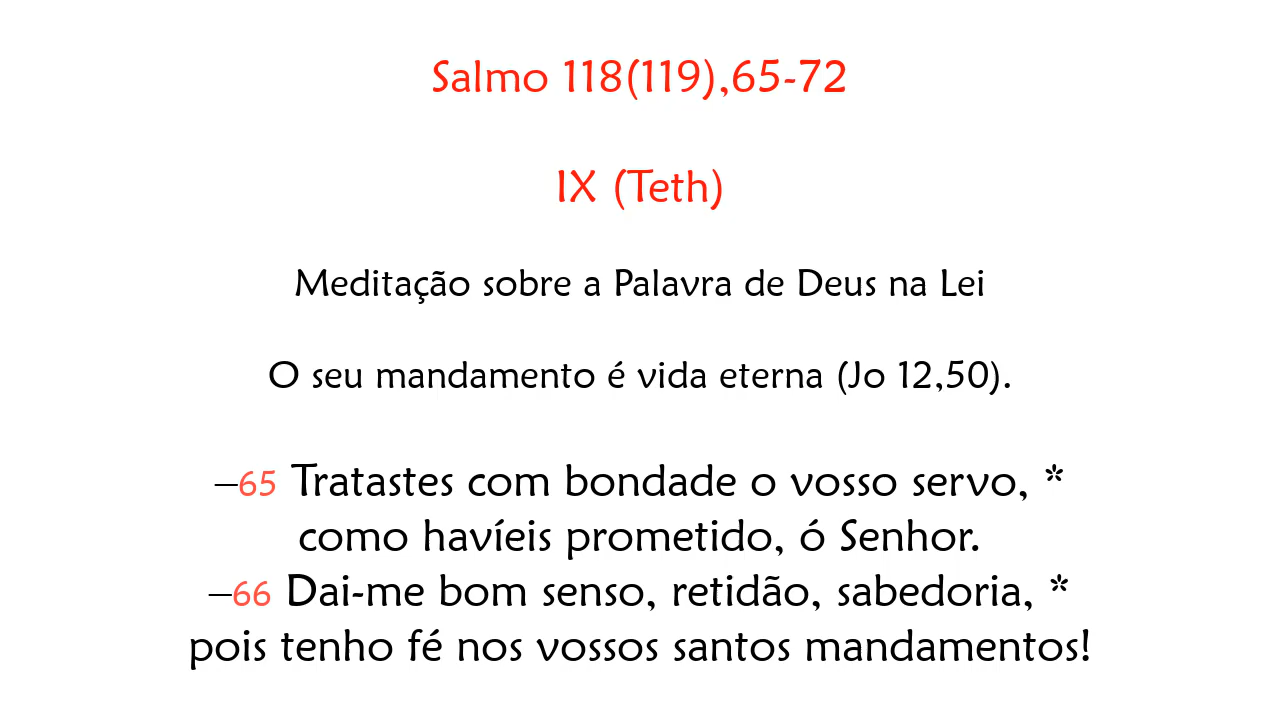 Salmo 118(119),65-72
IX (Teth)
Meditação sobre a Palavra de Deus na Lei
O seu mandamento é vida eterna (Jo 12,50).
–65 Tratastes com bondade o vosso servo, *
como havíeis prometido, ó Senhor.
–66 Dai-me bom senso, retidão, sabedoria, *
pois tenho fé nos vossos santos mandamentos!